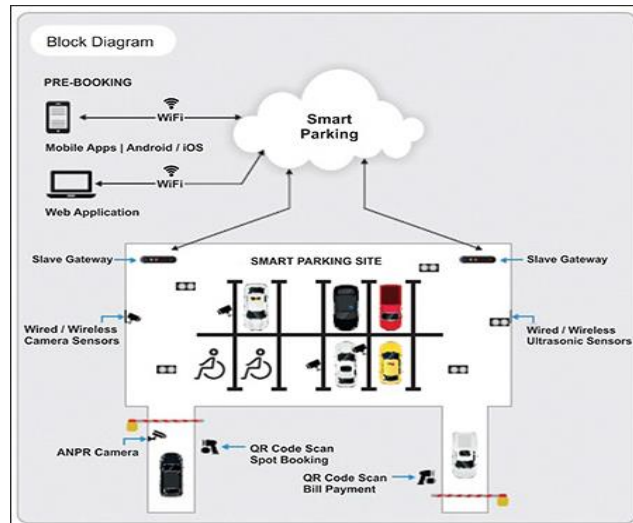 Block Diagram
PRE-BOOKING
WiFi
Smart
Parking
Mobile Apps | Android / iOS
WiFi
Web Application
Slave Gateway
SMART PARKING SITE
Slave Gateway
Wired / Wireless
Camera Sensors
Wired / Wireless
Ultrasonic Sensors
ANPR Camera
QR Code Scan
Spot Booking
QR Code Scan
Bill Payment